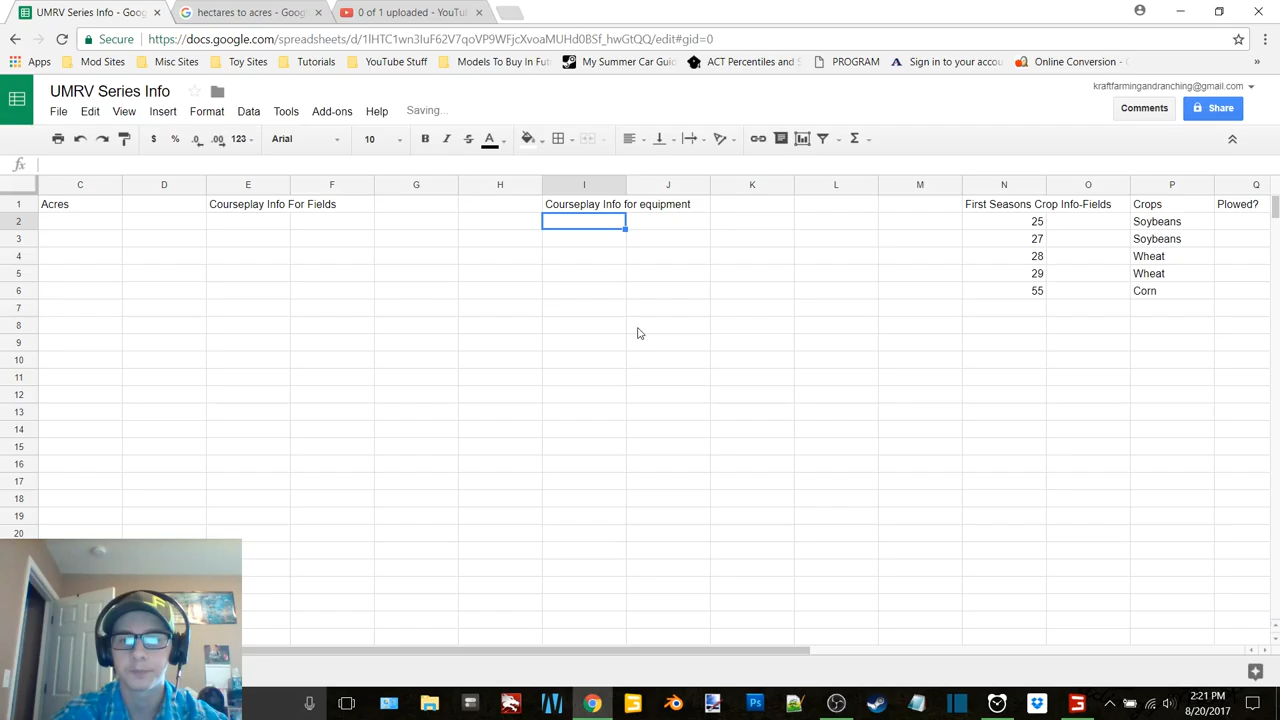 UMRV Series Info - Goog
hectares to acres - Goog
0 of 1 uploaded - YouTu
Secure
https://docs.google.com/spreadsheets/d/1IHTC1wn3IuF62V7qoVP9WFjcXvoaMUHd0BSf_hwGtQQ/edit#gid=0
Apps
Mod Sites
Misc Sites
Toy Sites
Tutorials
YouTube Stuff
Models To Buy In Fut
My Summer Car Guid
ACT Percentiles and S
PROGRAM
Sign in to your accou
Online Conversion -
UMRV Series Info
kraftfarmingandranching@gmail.com
File Edit View Insert Format Data Tools Add-ons Help Saving...
Comments
Share
$ % .0 .00 123 Arial 10 B I S A Σ
fx
C D E F G H I J K L M N O P Q
1 Acres Courseplay Info For Fields Courseplay Info for equipment First Seasons Crop Info-Fields Crops Plowed?
2 25 Soybeans
3 27 Soybeans
4 28 Wheat
5 29 Wheat
6 55 Corn
7
8
9
10
11
12
13
14
15
16
17
18
19
20
2:21 PM
8/20/2017